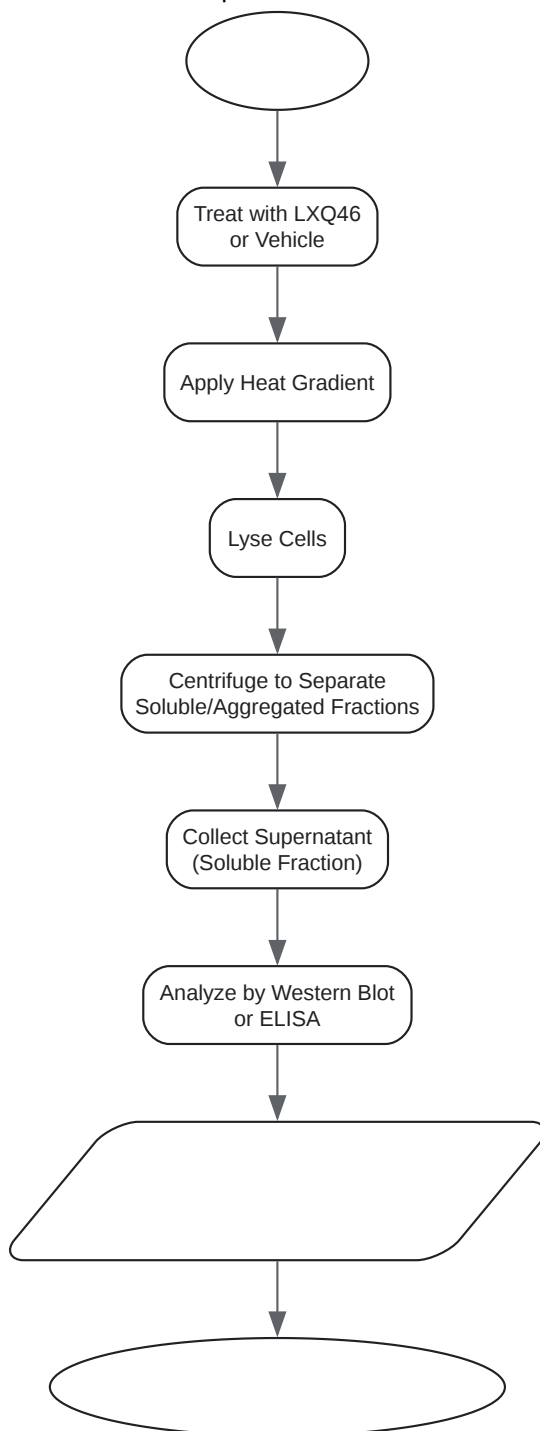 Treat with LXQ46
or Vehicle
Apply Heat Gradient
Lyse Cells
Centrifuge to Separate
Soluble/Aggregated Fractions
Collect Supernatant
(Soluble Fraction)
Analyze by Western Blot
or ELISA